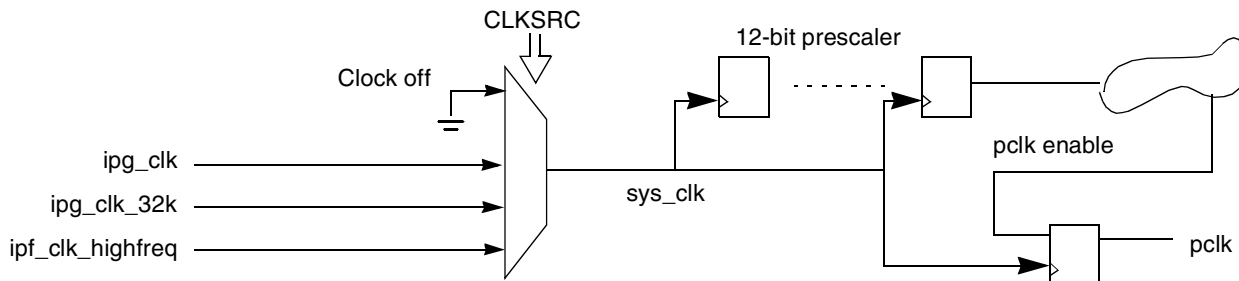 CLKSRC
12-bit prescaler
Clock off
ipg_clk
pclk enable
ipg_clk_32k
sys_clk
ipf_clk_highfreq
pclk